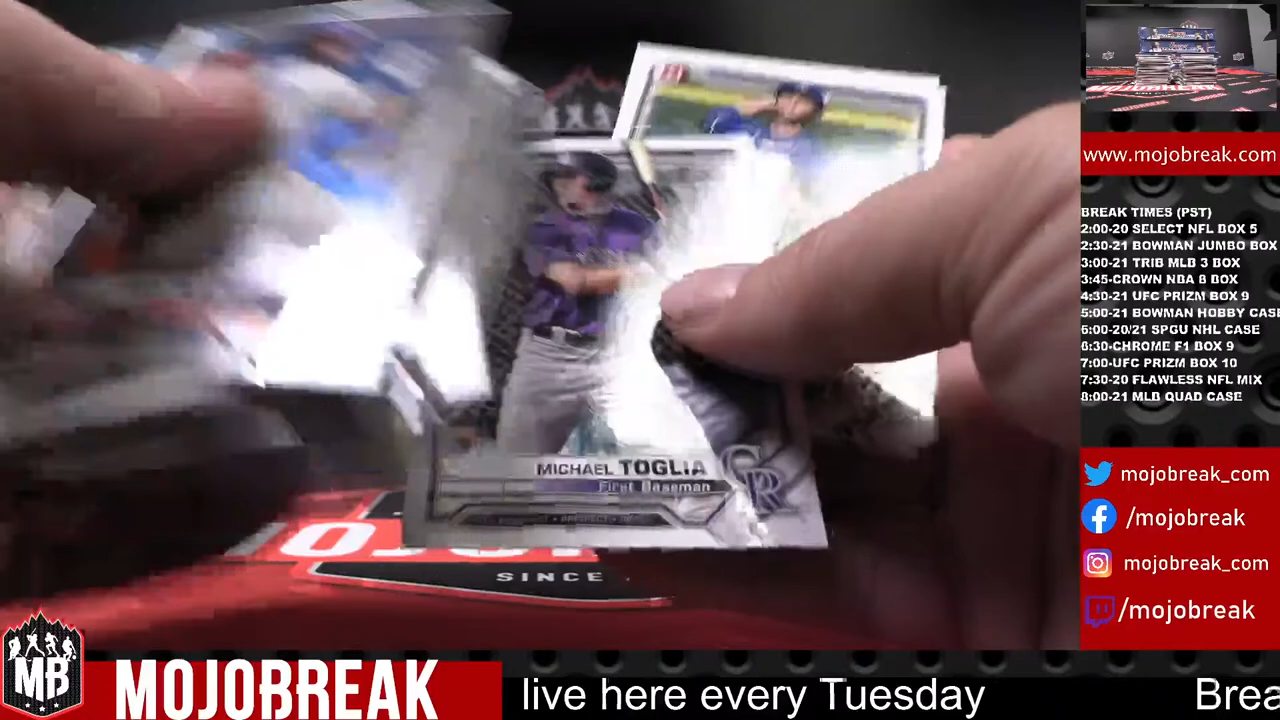 www.mojobreak.com
BREAK TIMES (PST)
2:00-20 SELECT NFL BOX 5
2:30-21 BOWMAN JUMBO BOX
3:00-21 TRIB MLB 3 BOX
3:45-CROWN NBA 8 BOX
4:30-21 UFC PRIZM BOX 9
5:00-21 BOWMAN HOBBY CASE
6:00-20/21 SPGU NHL CASE
6:30-CHROME F1 BOX 9
7:00-UFC PRIZM BOX 10
7:30-20 FLAWLESS NFL MIX
8:00-21 MLB QUAD CASE
mojobreak_com
/mojobreak
mojobreak_com
/mojobreak
MICHAEL TOGLIA
First Baseman
CR
SINCE
MB
MOJOBREAK
live here every Tuesday
Brea